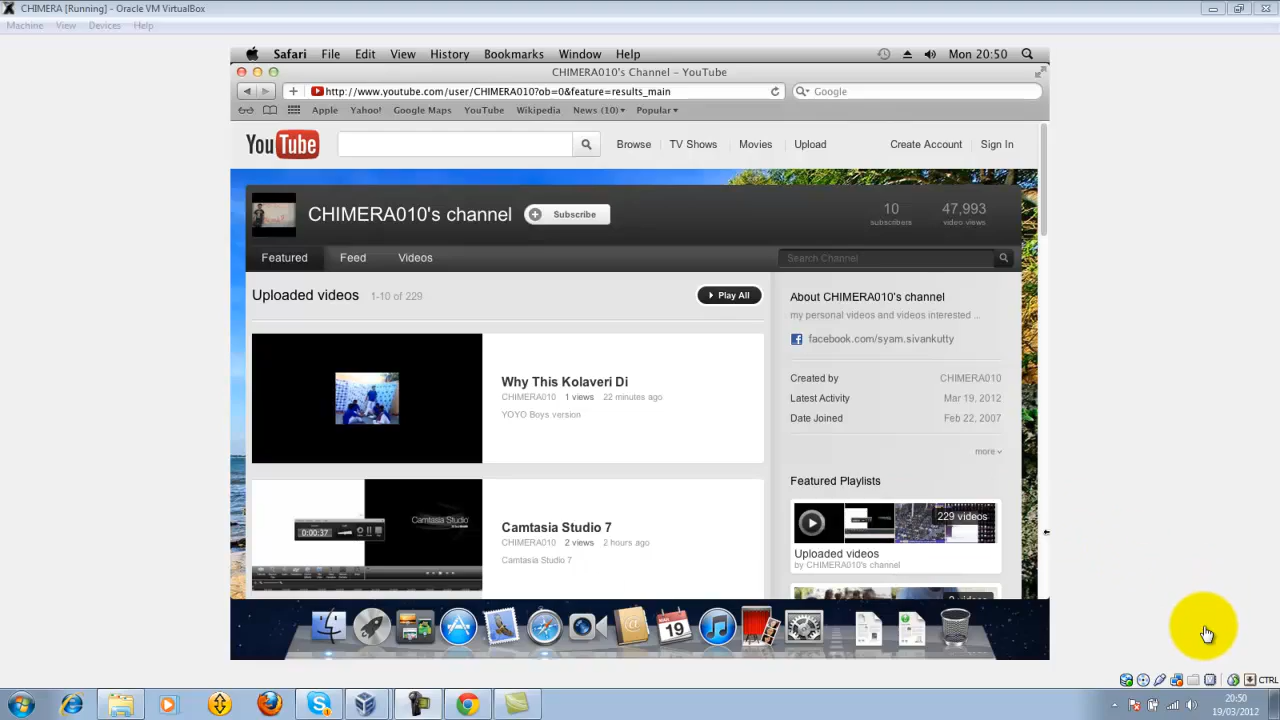 CHIMERA [Running] - Oracle VM VirtualBox
Machine View Devices Help
Safari File Edit View History Bookmarks Window Help Mon 20:50
CHIMERA010's Channel – YouTube
http://www.youtube.com/user/CHIMERA010?ob=0&feature=results_main
Google
Apple Yahoo! Google Maps YouTube Wikipedia News (10) Popular
YouTube
Browse TV Shows Movies Upload Create Account Sign In
CHIMERA010's channel
Subscribe
10 47,993
subscribers video views
Featured Feed Videos
Search Channel
Uploaded videos 1-10 of 229
Play All
Why This Kolaveri Di
CHIMERA010 1 views 22 minutes ago
YOYO Boys version
0:00:37
Camtasia Studio
Camtasia Studio 7
CHIMERA010 2 views 2 hours ago
Camtasia Studio 7
About CHIMERA010's channel
my personal videos and videos interested ...
facebook.com/syam.sivankutty
Created by CHIMERA010
Latest Activity Mar 19, 2012
Date Joined Feb 22, 2007
more
Featured Playlists
229 videos
Uploaded videos
by CHIMERA010's channel
MAR
19
CTRL
20:50
19/03/2012